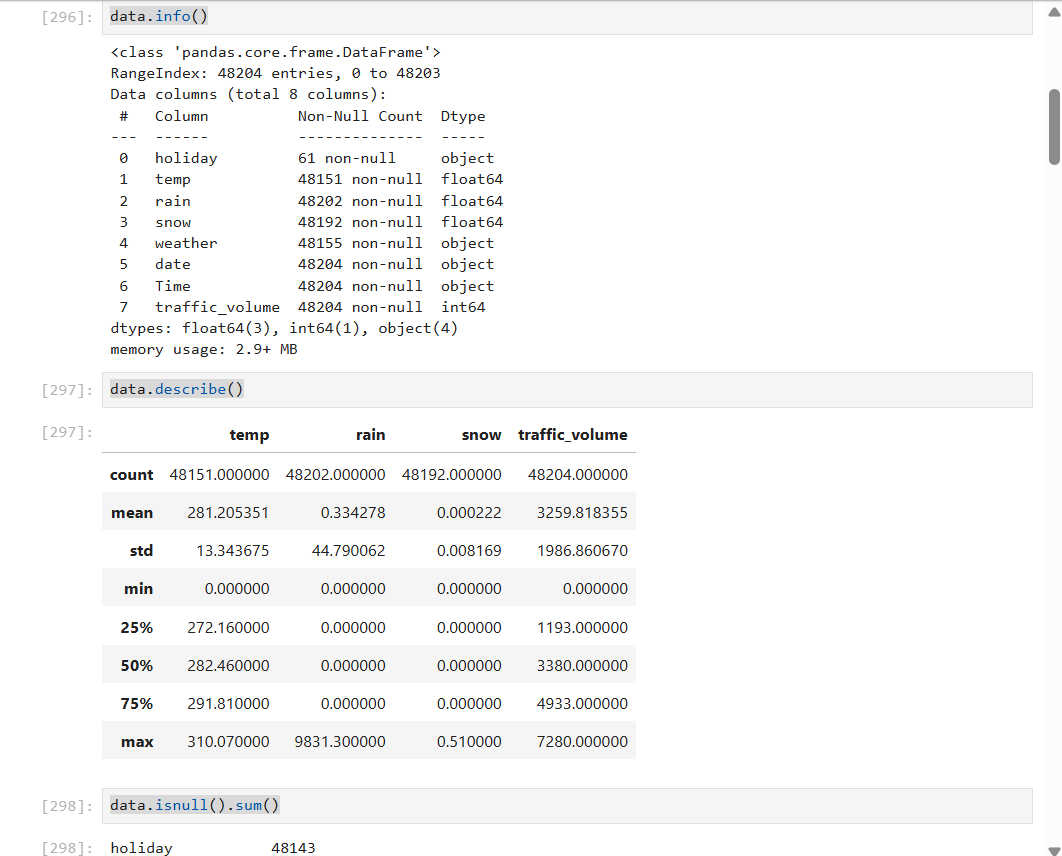 [296]: data.info()
<class 'pandas.core.frame.DataFrame'>
RangeIndex: 48204 entries, 0 to 48203
Data columns (total 8 columns):
 #   Column          Non-Null Count  Dtype
---  ------          --------------  -----
 0   holiday         61 non-null     object
 1   temp            48151 non-null  float64
 2   rain            48202 non-null  float64
 3   snow            48192 non-null  float64
 4   weather         48155 non-null  object
 5   date            48204 non-null  object
 6   Time            48204 non-null  object
 7   traffic_volume  48204 non-null  int64
dtypes: float64(3), int64(1), object(4)
memory usage: 2.9+ MB
[297]: data.describe()
[297]: temp rain snow traffic_volume
count 48151.000000 48202.000000 48192.000000 48204.000000
mean 281.205351 0.334278 0.000222 3259.818355
std 13.343675 44.790062 0.008169 1986.860670
min 0.000000 0.000000 0.000000 0.000000
25% 272.160000 0.000000 0.000000 1193.000000
50% 282.460000 0.000000 0.000000 3380.000000
75% 291.810000 0.000000 0.000000 4933.000000
max 310.070000 9831.300000 0.510000 7280.000000
[298]: data.isnull().sum()
[298]: holiday 48143